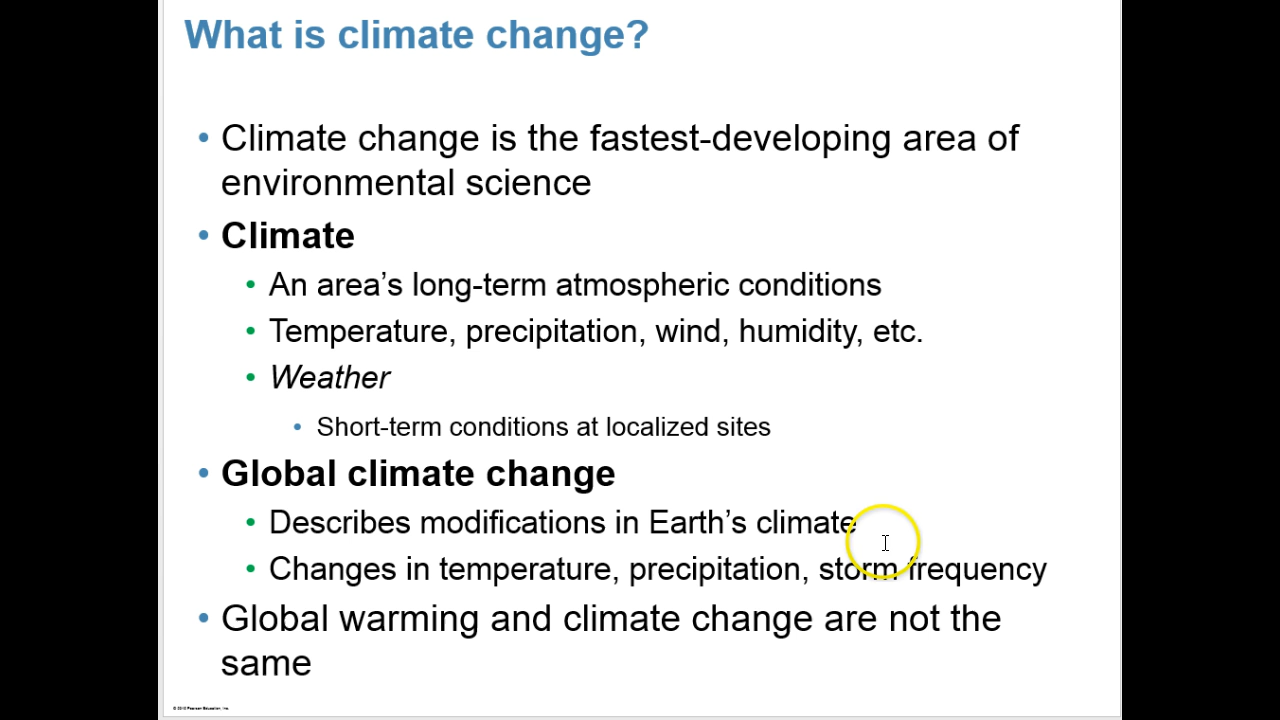 What is climate change?
• Climate change is the fastest-developing area of
environmental science
• Climate
• An area’s long-term atmospheric conditions
• Temperature, precipitation, wind, humidity, etc.
• Weather
• Short-term conditions at localized sites
• Global climate change
• Describes modifications in Earth’s climate
• Changes in temperature, precipitation, storm frequency
• Global warming and climate change are not the
same